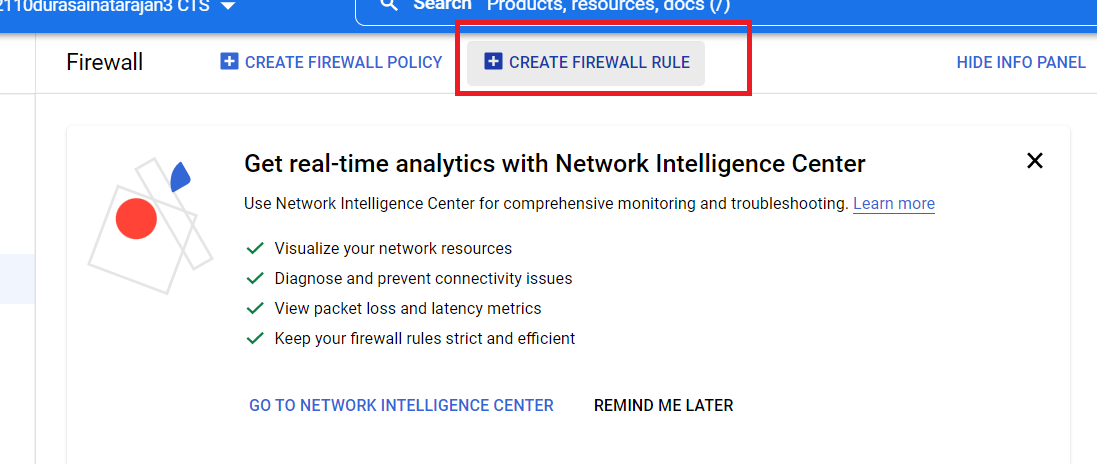 2110durasainatarajan3 CTS
Search Products, resources, docs (/)
Firewall
CREATE FIREWALL POLICY
CREATE FIREWALL RULE
HIDE INFO PANEL
Get real-time analytics with Network Intelligence Center
Use Network Intelligence Center for comprehensive monitoring and troubleshooting. Learn more
Visualize your network resources
Diagnose and prevent connectivity issues
View packet loss and latency metrics
Keep your firewall rules strict and efficient
GO TO NETWORK INTELLIGENCE CENTER
REMIND ME LATER